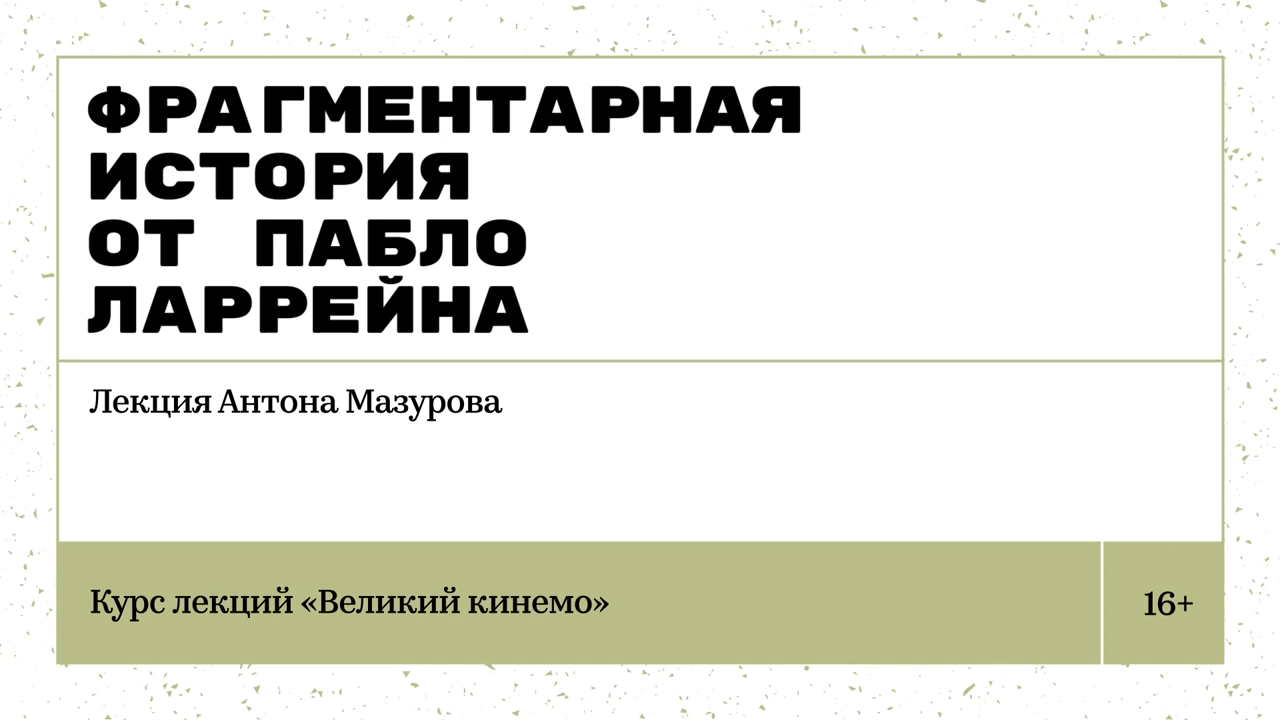 ФРАГМЕНТАРНАЯ
ИСТОРИЯ
ОТ ПАБЛО
ЛАРРЕЙНА
Лекция Антона Мазурова
Курс лекций «Великий кинемо»
16+